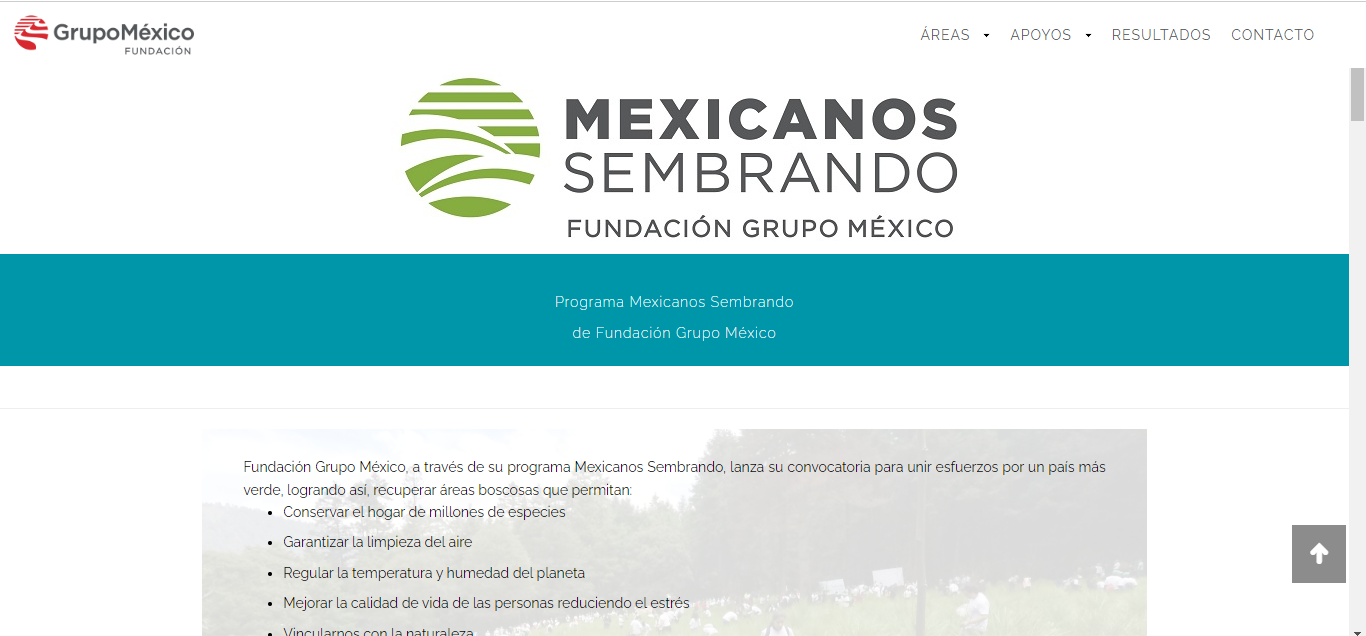 GrupoMéxico
FUNDACIÓN
ÁREAS APOYOS RESULTADOS CONTACTO
MEXICANOS
SEMBRANDO
FUNDACIÓN GRUPO MÉXICO
Programa Mexicanos Sembrando
de Fundación Grupo México
Fundación Grupo México, a través de su programa Mexicanos Sembrando, lanza su convocatoria para unir esfuerzos por un país más
verde, logrando así, recuperar áreas boscosas que permitan:
• Conservar el hogar de millones de especies
• Garantizar la limpieza del aire
• Regular la temperatura y humedad del planeta
• Mejorar la calidad de vida de las personas reduciendo el estrés
• Vincularnos con la naturaleza